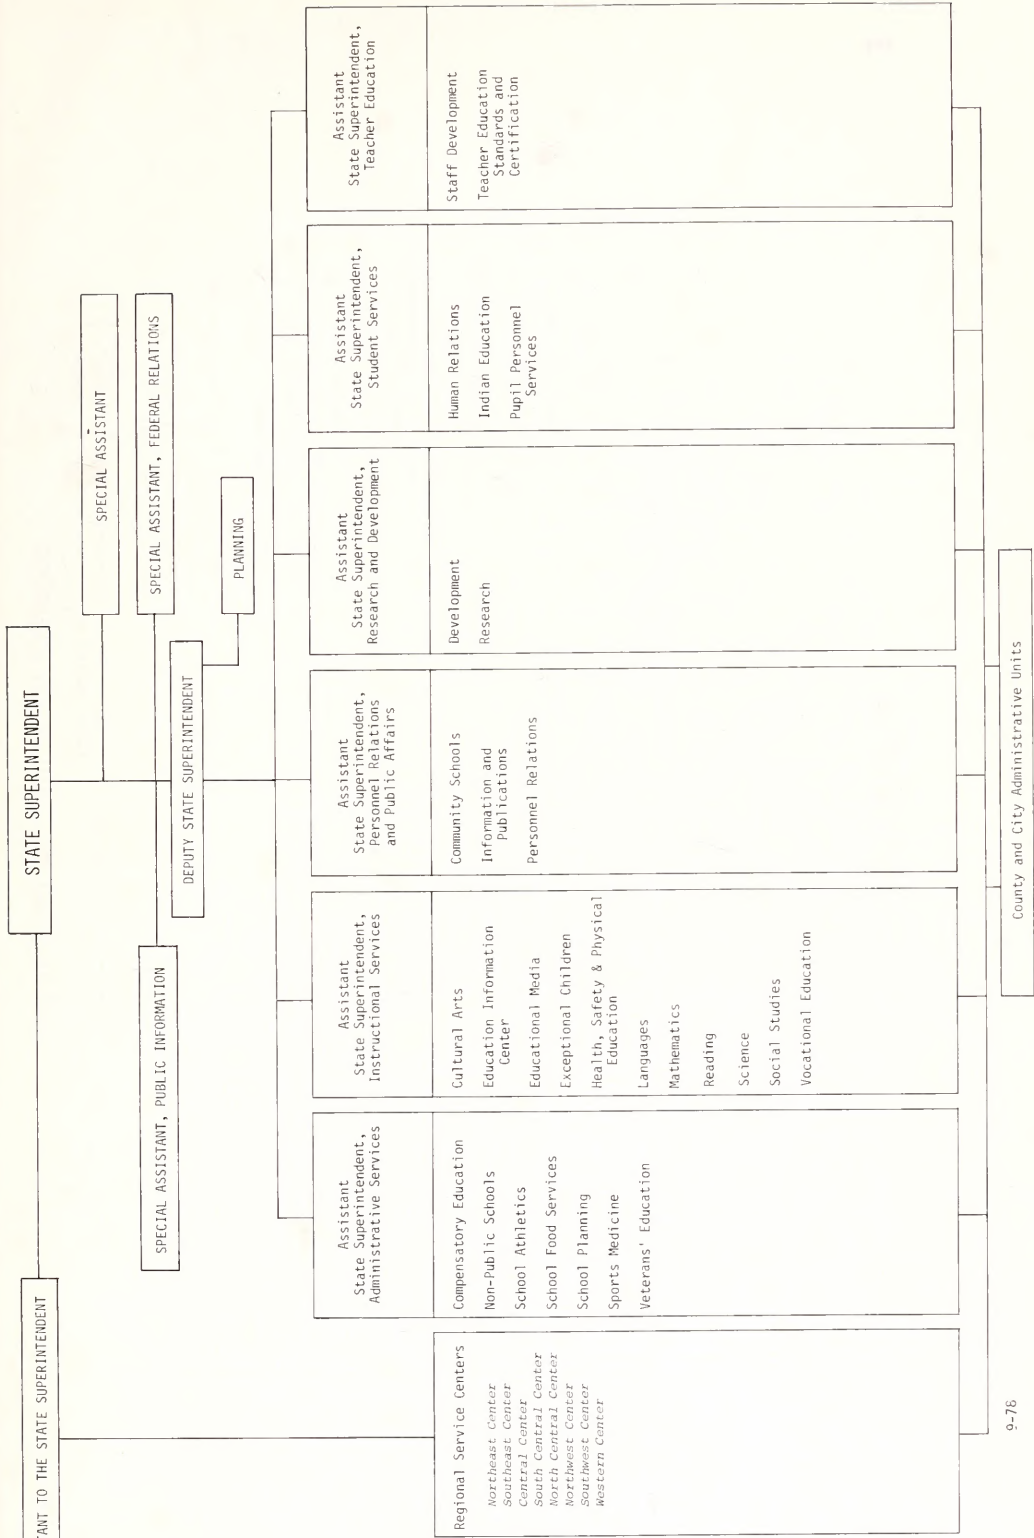 STATE SUPERINTENDENT
TO THE STATE SUPERINTENDENT
SPECIAL ASSISTANT
SPECIAL ASSISTANT, PUBLIC INFORMATION
SPECIAL ASSISTANT, FEDERAL RELATIONS
DEPUTY STATE SUPERINTENDENT
PLANNING
Regional Service Centers
Northeast Center
Southeast Center
Central Center
South Central Center
North Central Center
Northwest Center
Southwest Center
Western Center
Assistant
State Superintendent,
Administrative Services
Compensatory Education
Non-Public Schools
School Athletics
School Food Services
School Planning
Sports Medicine
Veterans' Education
Assistant
State Superintendent,
Instructional Services
Cultural Arts
Education Information
Center
Educational Media
Exceptional Children
Health, Safety & Physical
Education
Languages
Mathematics
Reading
Science
Social Studies
Vocational Education
Assistant
State Superintendent,
Personnel Relations
and Public Affairs
Community Schools
Information and
Publications
Personnel Relations
Assistant
State Superintendent,
Research and Development
Development
Research
Assistant
State Superintendent,
Student Services
Human Relations
Indian Education
Pupil Personnel
Services
Assistant
State Superintendent,
Teacher Education
Staff Development
Teacher Education
Standards and
Certification
County and City Administrative Units
9-78